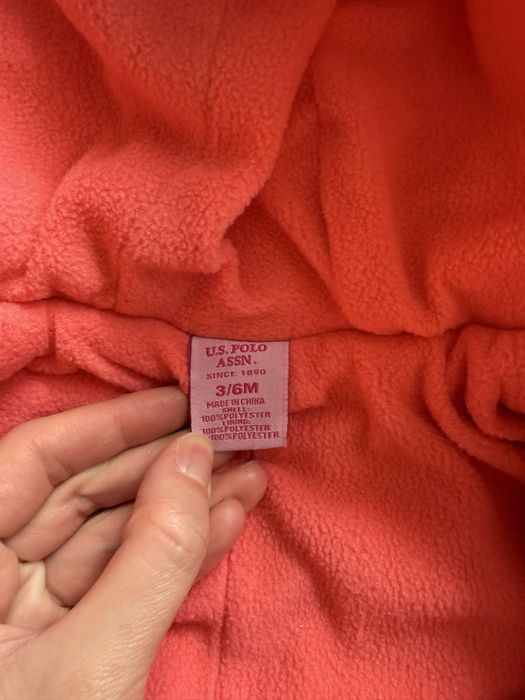 U.S. POLO
ASSN.
SINCE 1890
3/6M
MADE IN CHINA
SHELL:
100%POLYESTER
LINING:
100%POLYESTER
100%POLYESTER